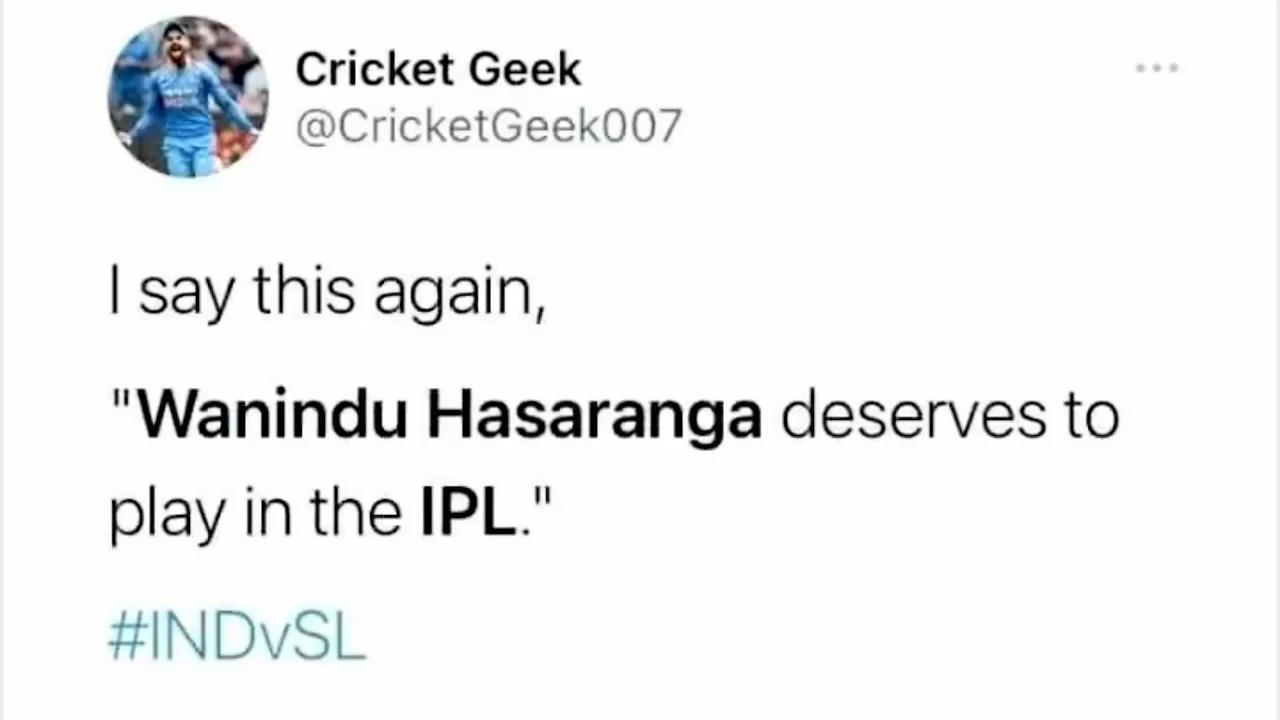 Cricket Geek
@CricketGeek007
I say this again,
"Wanindu Hasaranga deserves to
play in the IPL."
#INDvSL